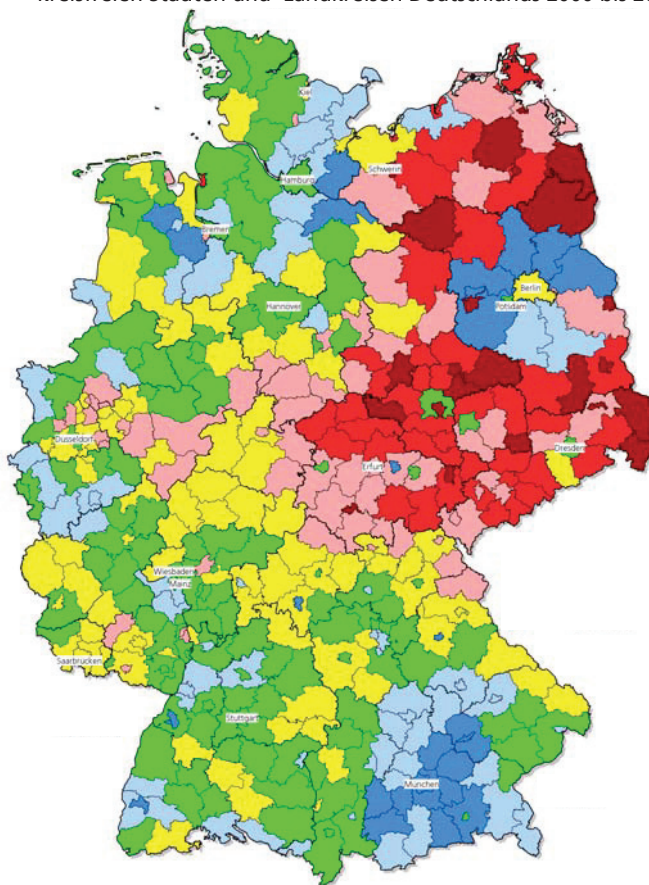 kreisfreien Städten und Landkreisen Deutschlands 2000 bis 2
Kiel
Schwerin
Hamburg
Bremen
Berlin
Hannover
Potsdam
Düsseldorf
Dresden
Erfurt
Wiesbaden
Mainz
Saarbrücken
Stuttgart
München